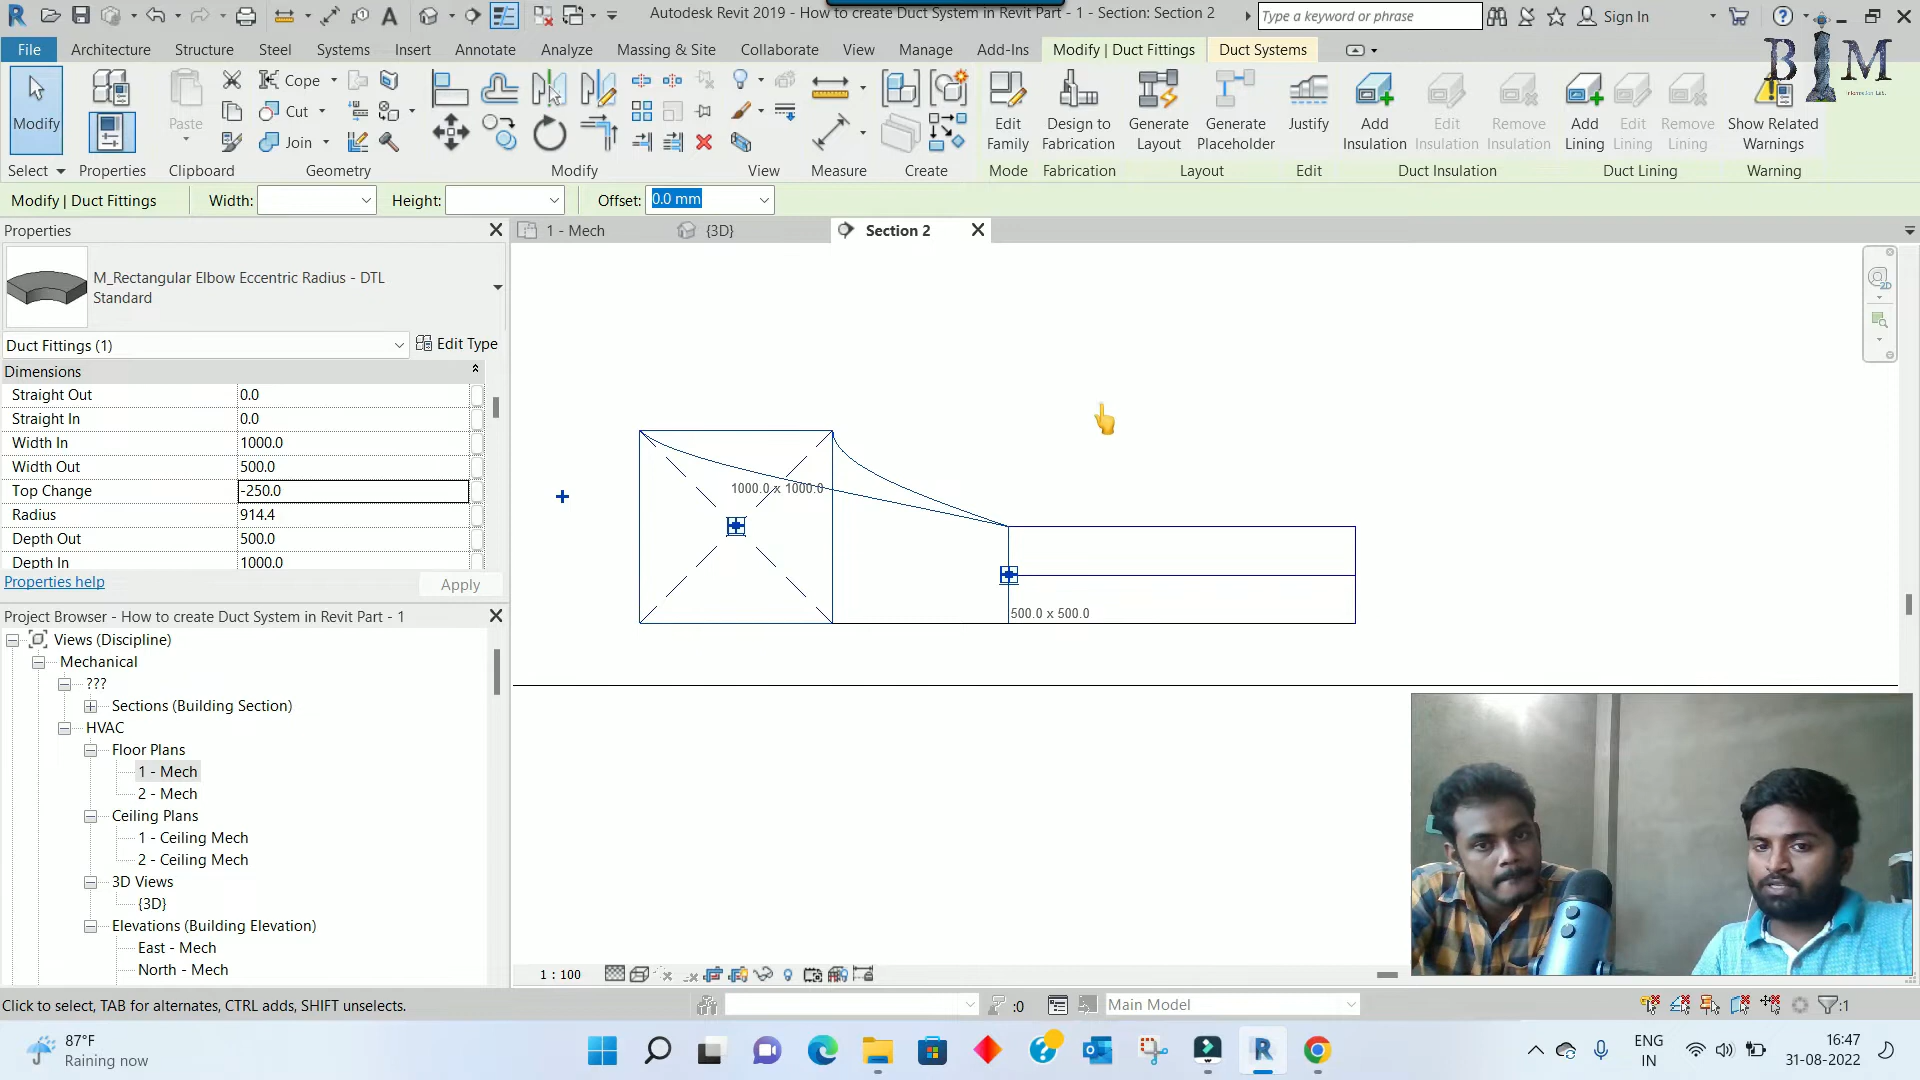 Autodesk Revit 2019 - How to create Duct System in Revit Part - 1 - Section: Section 2
Type a keyword or phrase
Sign In
File
Architecture
Structure
Steel
Systems
Insert
Annotate
Analyze
Massing & Site
Collaborate
View
Manage
Add-Ins
Modify | Duct Fittings
Duct Systems
BIM
Modify
Paste
Cope
Cut
Join
Edit Family
Design to Fabrication
Generate Layout
Generate Placeholder
Justify
Add Insulation
Edit Insulation
Remove Insulation
Add Lining
Edit Lining
Remove Lining
Show Related Warnings
Select
Properties
Clipboard
Geometry
Modify
View
Measure
Create
Mode
Fabrication
Layout
Edit
Duct Insulation
Duct Lining
Warning
Modify | Duct Fittings
Width:
Height:
Offset: 0.0 mm
Properties
1 - Mech
{3D}
Section 2
M_Rectangular Elbow Eccentric Radius - DTL
Standard
Duct Fittings (1)
Edit Type
Dimensions
Straight Out 0.0
Straight In 0.0
Width In 1000.0
Width Out 500.0
Top Change -250.0
Radius 914.4
Depth Out 500.0
Depth In 1000.0
Properties help
Apply
1000.0 x 1000.0
500.0 x 500.0
2D
Project Browser - How to create Duct System in Revit Part - 1
Views (Discipline)
Mechanical
???
Sections (Building Section)
HVAC
Floor Plans
1 - Mech
2 - Mech
Ceiling Plans
1 - Ceiling Mech
2 - Ceiling Mech
3D Views
{3D}
Elevations (Building Elevation)
East - Mech
North - Mech
1 : 100
Click to select, TAB for alternates, CTRL adds, SHIFT unselects.
:0
Main Model
:1
87°F
Raining now
ENG
IN
16:47
31-08-2022